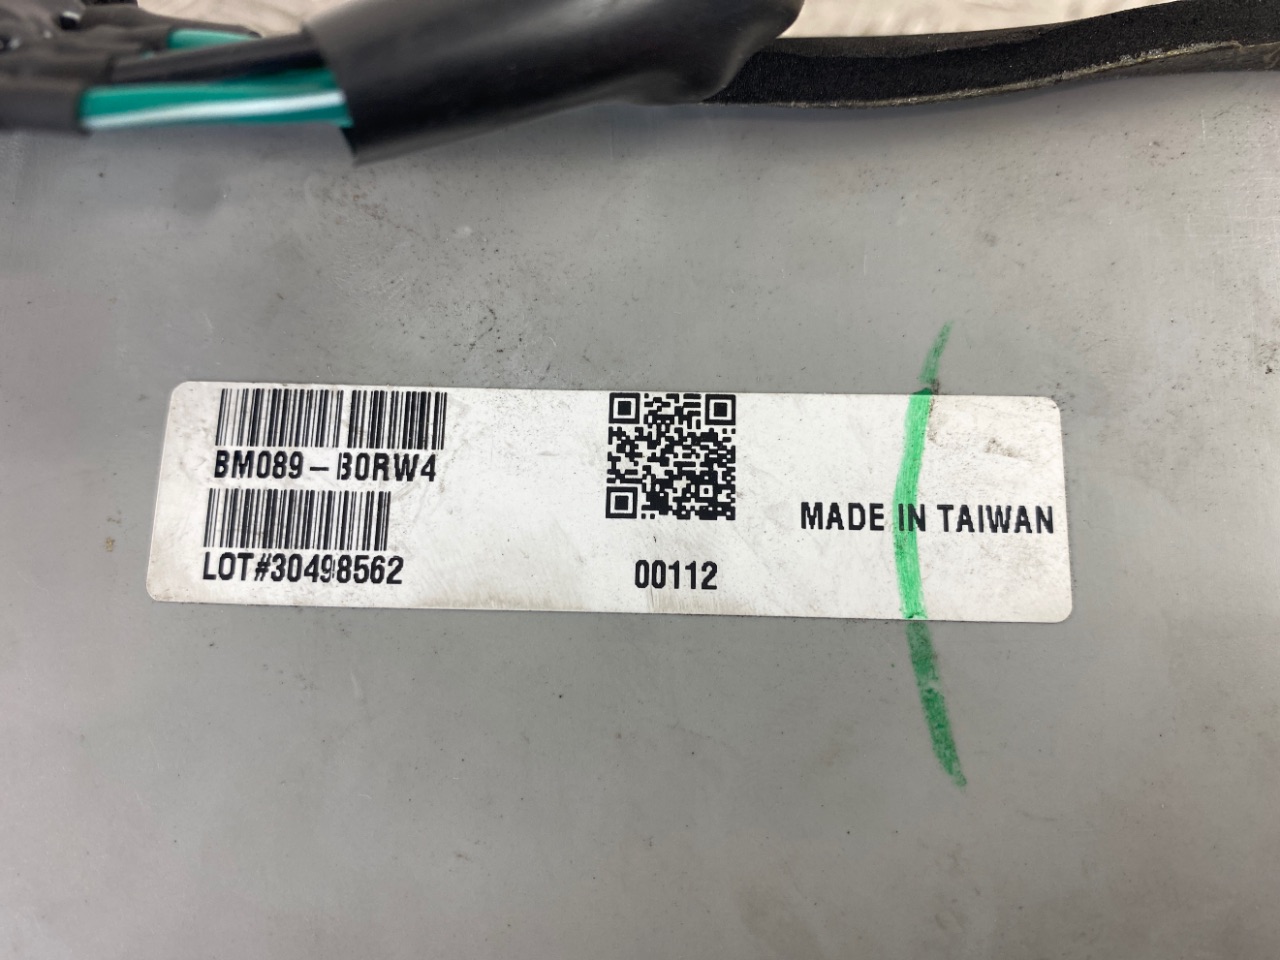 BM089-B0RW4
LOT#30498562
00112
MADE IN TAIWAN